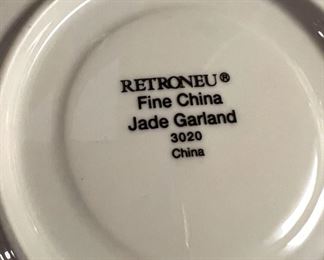 RETRONEU®
Fine China
Jade Garland
3020
China